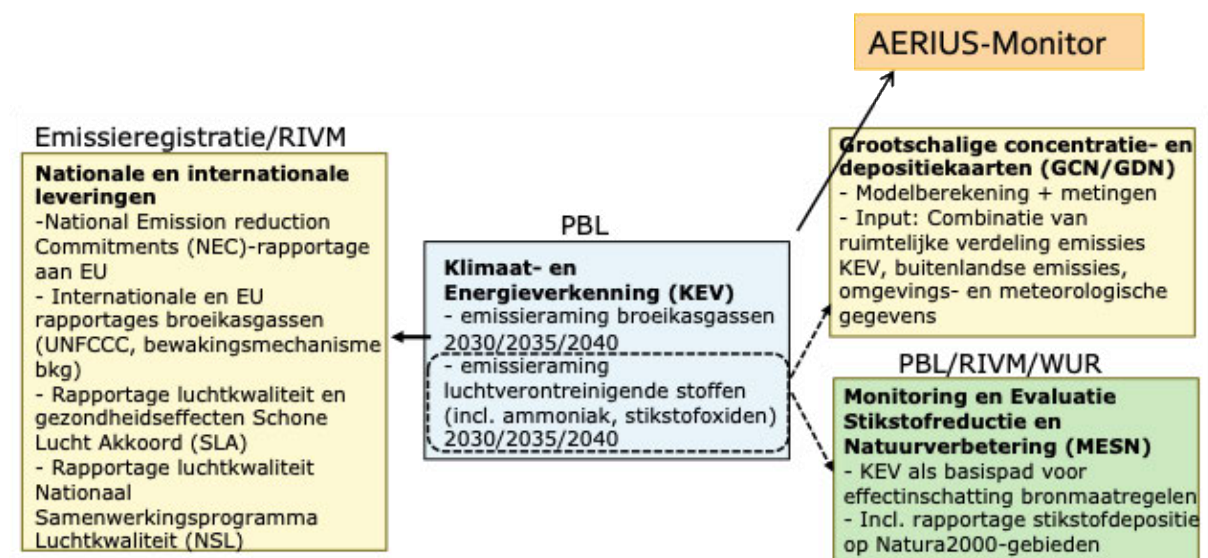 AERIUS-Monitor
Emissieregistratie/RIVM
Nationale en internationale
leveringen
-National Emission reduction
Commitments (NEC)-rapportage
aan EU
- Internationale en EU
rapportages broeikasgassen
(UNFCCC, bewakingsmechanisme
bkg)
- Rapportage luchtkwaliteit en
gezondheidseffecten Schone
Lucht Akkoord (SLA)
- Rapportage luchtkwaliteit
Nationaal
Samenwerkingsprogramma
Luchtkwaliteit (NSL)
PBL
Klimaat- en
Energieverkenning (KEV)
- emissieraming broeikasgassen
2030/2035/2040
- emissieraming
luchtverontreinigende stoffen
(incl. ammoniak, stikstofoxiden)
2030/2035/2040
Grootschalige concentratie- en
depositiekaarten (GCN/GDN)
- Modelberekening + metingen
- Input: Combinatie van
ruimtelijke verdeling emissies
KEV, buitenlandse emissies,
omgevings- en meteorologische
gegevens
PBL/RIVM/WUR
Monitoring en Evaluatie
Stikstofreductie en
Natuurverbetering (MESN)
- KEV als basispad voor
effectinschatting bronmaatregelen
- Incl. rapportage stikstofdepositie
op Natura2000-gebieden